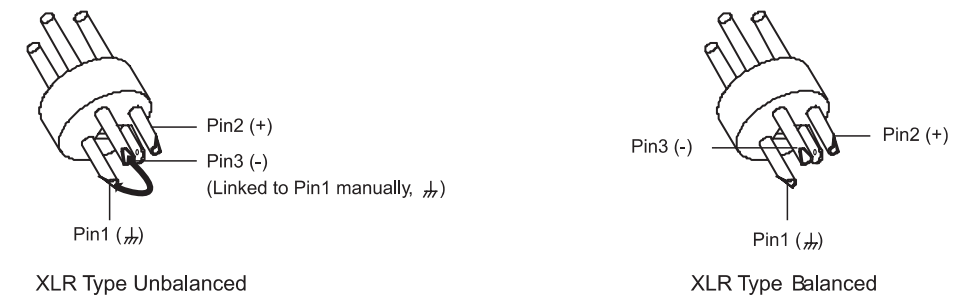 Pin2 (+)
Pin3 (-)
(Linked to Pin1 manually, ⏚)
Pin1 (⏚)
XLR Type Unbalanced
Pin3 (-)
Pin2 (+)
Pin1 (⏚)
XLR Type Balanced